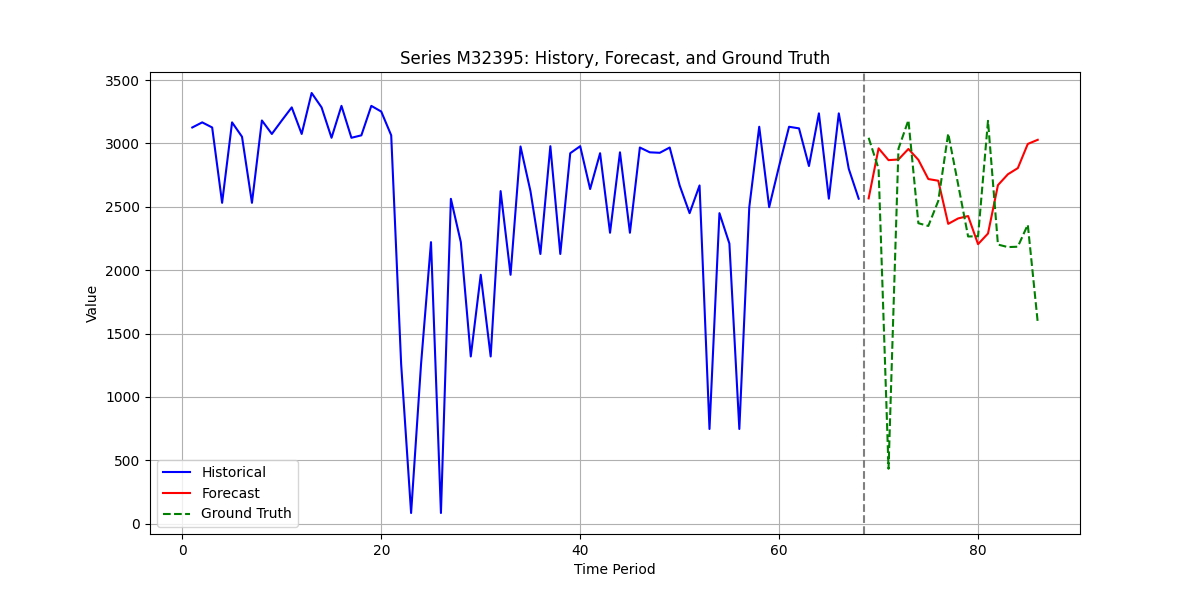 Series M32395: History, Forecast, and Ground Truth
3500
3000
2500
2000
1500
1000
500
0
Value
Historical
Forecast
Ground Truth
0 20 40 60 80
Time Period